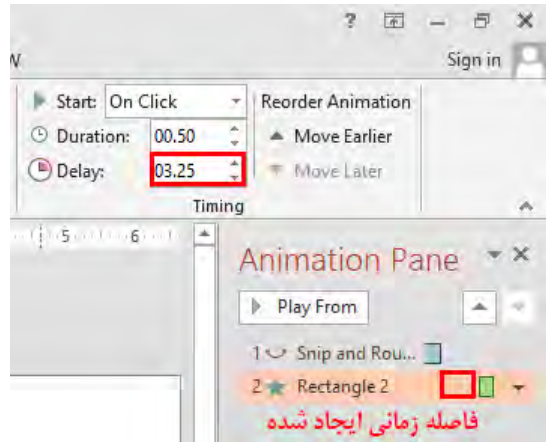 ?
W
Sign in
Start: On Click
Reorder Animation
Duration: 00.50
Move Earlier
Delay: 03.25
Move Later
Timing
5 6
Animation Pane
Play From
1 Snip and Rou...
2 Rectangle 2
فاصله زمانی ایجاد شده